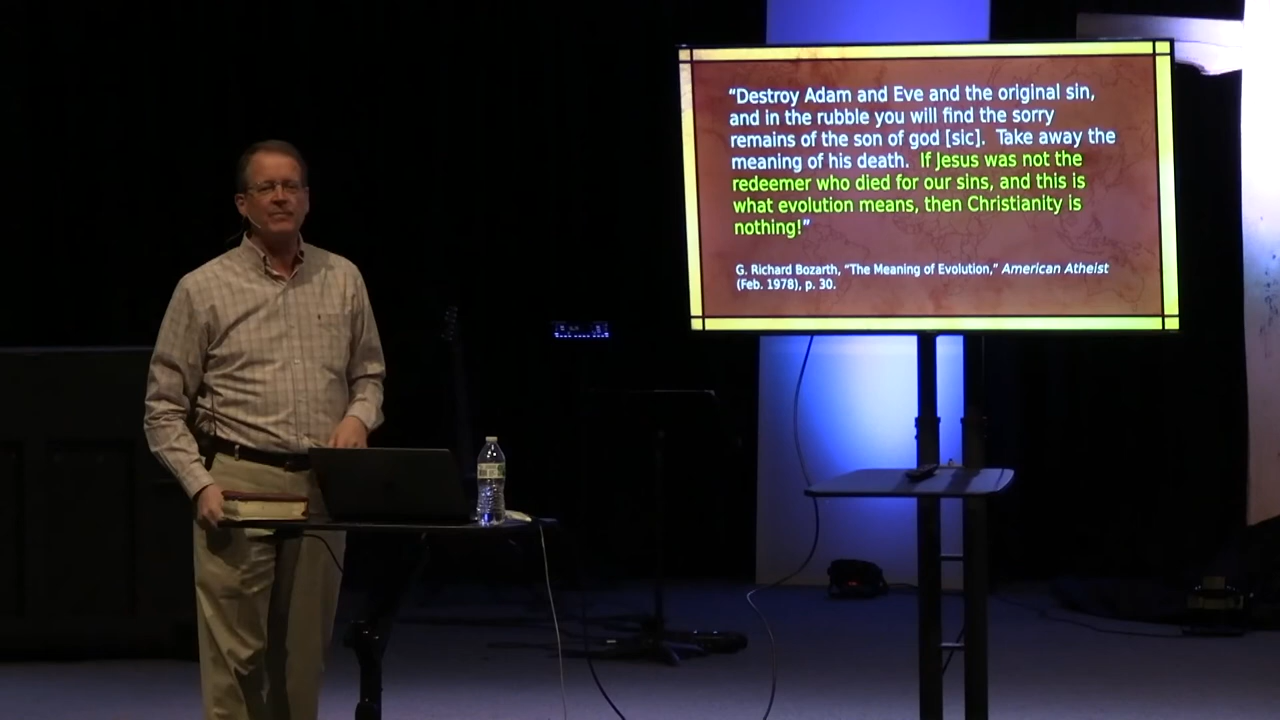 “Destroy Adam and Eve and the original sin,
and in the rubble you will find the sorry
remains of the son of god [sic].  Take away the
meaning of his death.  If Jesus was not the
redeemer who died for our sins, and this is
what evolution means, then Christianity is
nothing!”
G. Richard Bozarth, “The Meaning of Evolution,” American Atheist
(Feb. 1978), p. 30.